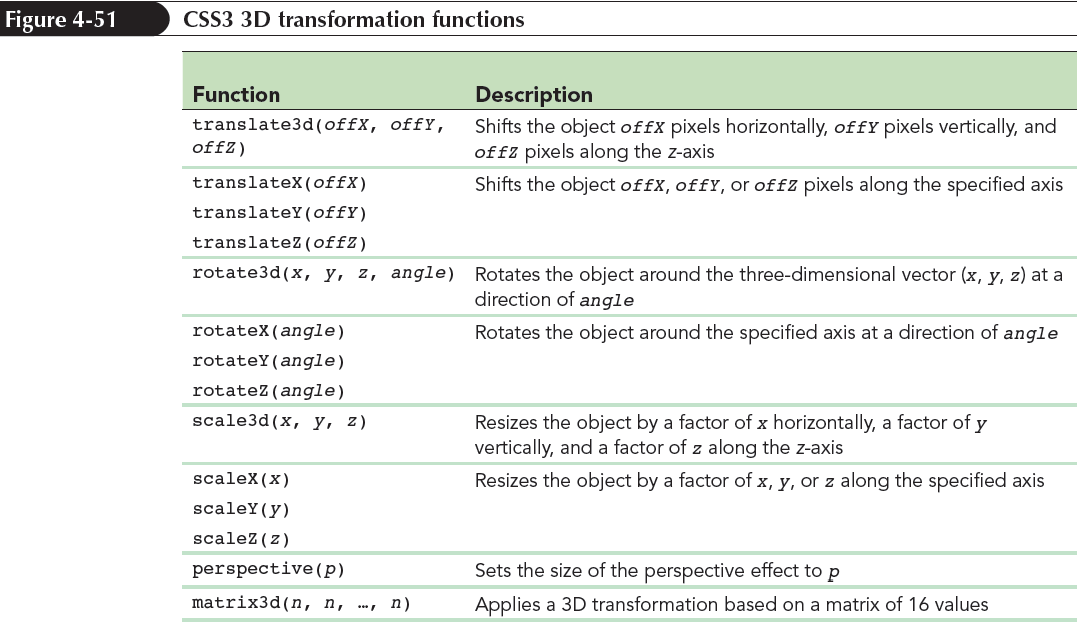 Figure 4-51 CSS3 3D transformation functions
Function Description
translate3d(offX, offY, offZ) Shifts the object offX pixels horizontally, offY pixels vertically, and
offZ pixels along the z-axis
translateX(offX) Shifts the object offX, offY, or offZ pixels along the specified axis
translateY(offY)
translateZ(offZ)
rotate3d(x, y, z, angle) Rotates the object around the three-dimensional vector (x, y, z) at a
direction of angle
rotateX(angle) Rotates the object around the specified axis at a direction of angle
rotateY(angle)
rotateZ(angle)
scale3d(x, y, z) Resizes the object by a factor of x horizontally, a factor of y
vertically, and a factor of z along the z-axis
scaleX(x) Resizes the object by a factor of x, y, or z along the specified axis
scaleY(y)
scaleZ(z)
perspective(p) Sets the size of the perspective effect to p
matrix3d(n, n, …, n) Applies a 3D transformation based on a matrix of 16 values